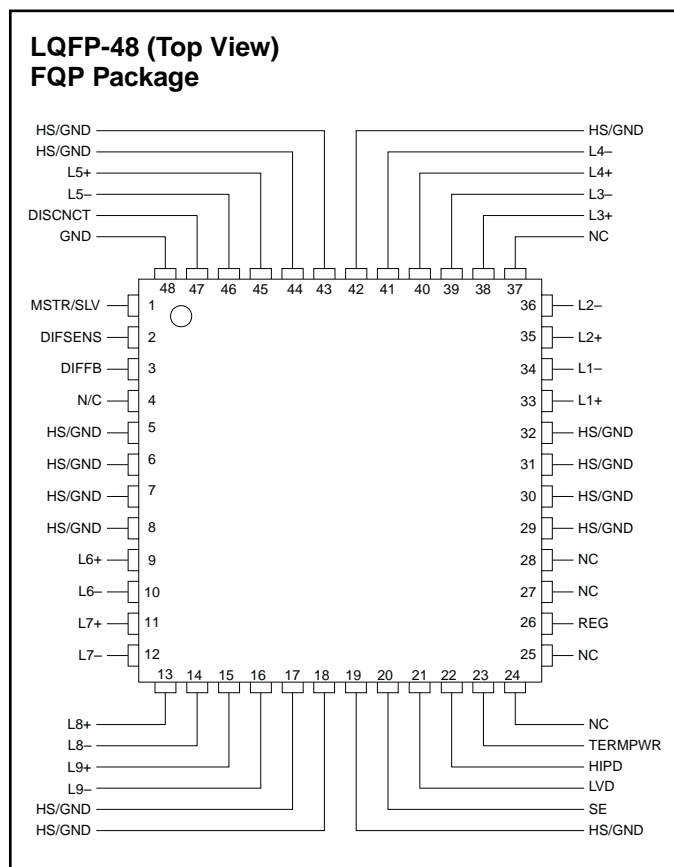 LQFP-48 (Top View)
FQP Package
HS/GND
HS/GND
L5+
L5–
DISCNCT
GND
HS/GND
L4–
L4+
L3–
L3+
NC
48 47 46 45 44 43 42 41 40 39 38 37
MSTR/SLV 1
DIFSENS 2
DIFFB 3
N/C 4
HS/GND 5
HS/GND 6
HS/GND 7
HS/GND 8
L6+ 9
L6– 10
L7+ 11
L7– 12
36 L2–
35 L2+
34 L1–
33 L1+
32 HS/GND
31 HS/GND
30 HS/GND
29 HS/GND
28 NC
27 NC
26 REG
25 NC
13 14 15 16 17 18 19 20 21 22 23 24
L8+
L8–
L9+
L9–
HS/GND
HS/GND
NC
TERMPWR
HIPD
LVD
SE
HS/GND